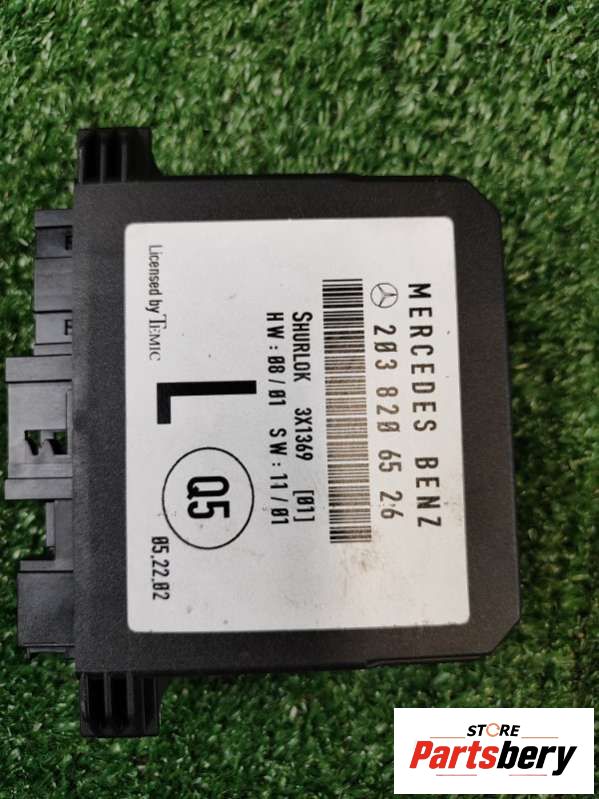 MERCEDES BENZ
203 820 65 26
SHURLOK 3X1369 [01]
HW:08/01 SW:11/01
L
Q5
Licensed by TEMIC
05.22.02
STORE
Partsbery